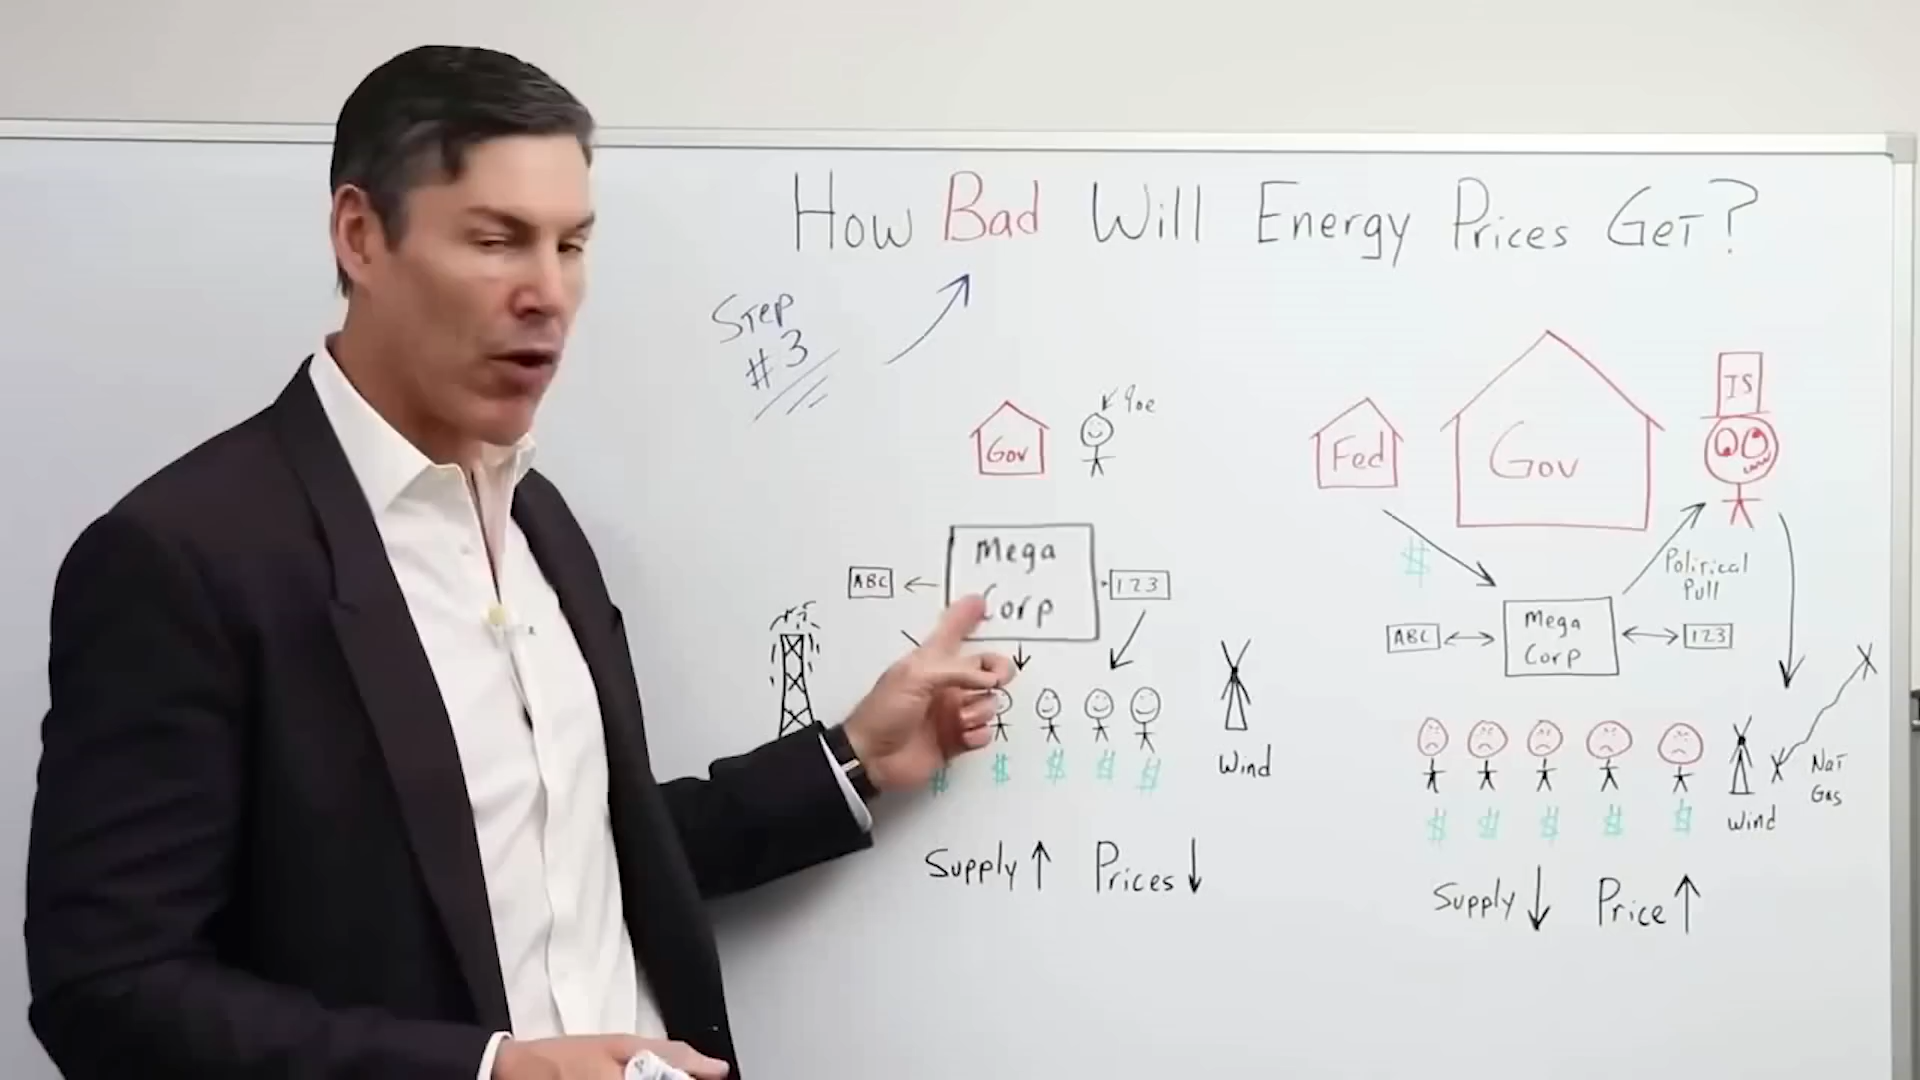 How Bad Will Energy Prices Get?
Step
#3
Gov
Joe
Mega
Corp
ABC
123
$ $ $ $ $
Wind
Supply ↑ Prices ↓
Fed
Gov
IS
$
Political
Pull
Mega
Corp
ABC
123
$ $ $ $ $
Wind
Nat
Gas
Supply ↓ Price ↑